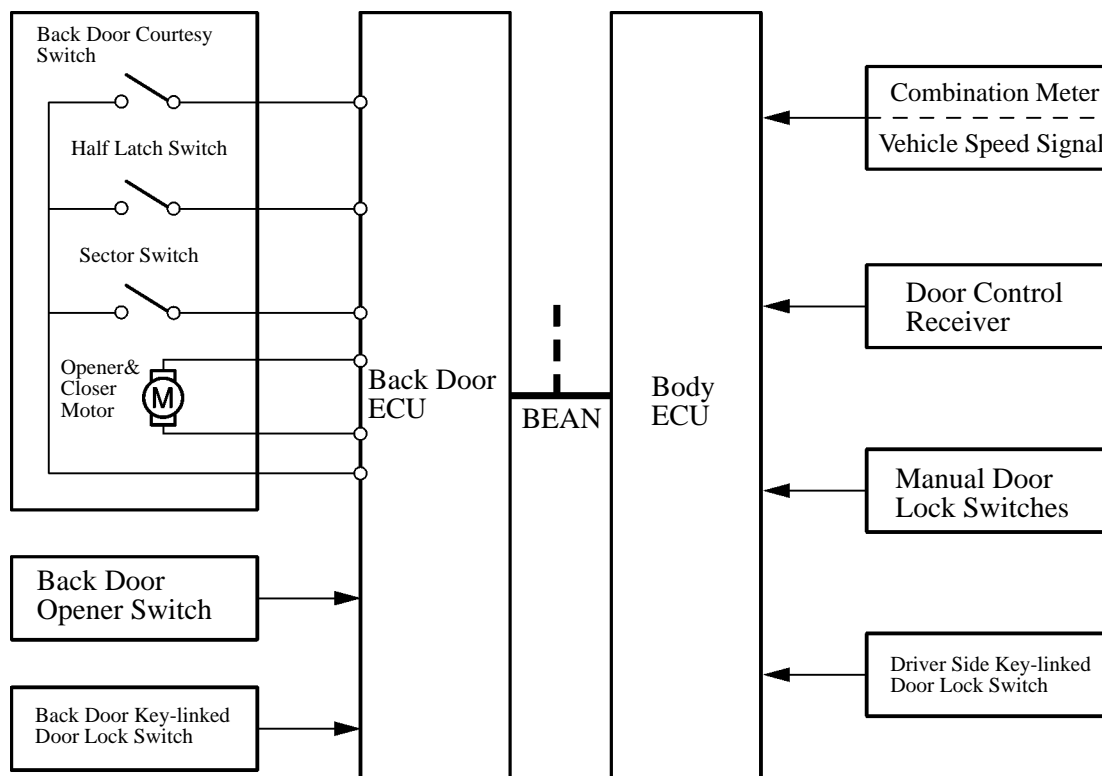 Back Door Courtesy
Switch
Half Latch Switch
Sector Switch
Opener&
Closer
Motor
M
Back Door
ECU
BEAN
Body
ECU
Combination Meter
Vehicle Speed Signal
Door Control
Receiver
Manual Door
Lock Switches
Driver Side Key-linked
Door Lock Switch
Back Door
Opener Switch
Back Door Key-linked
Door Lock Switch